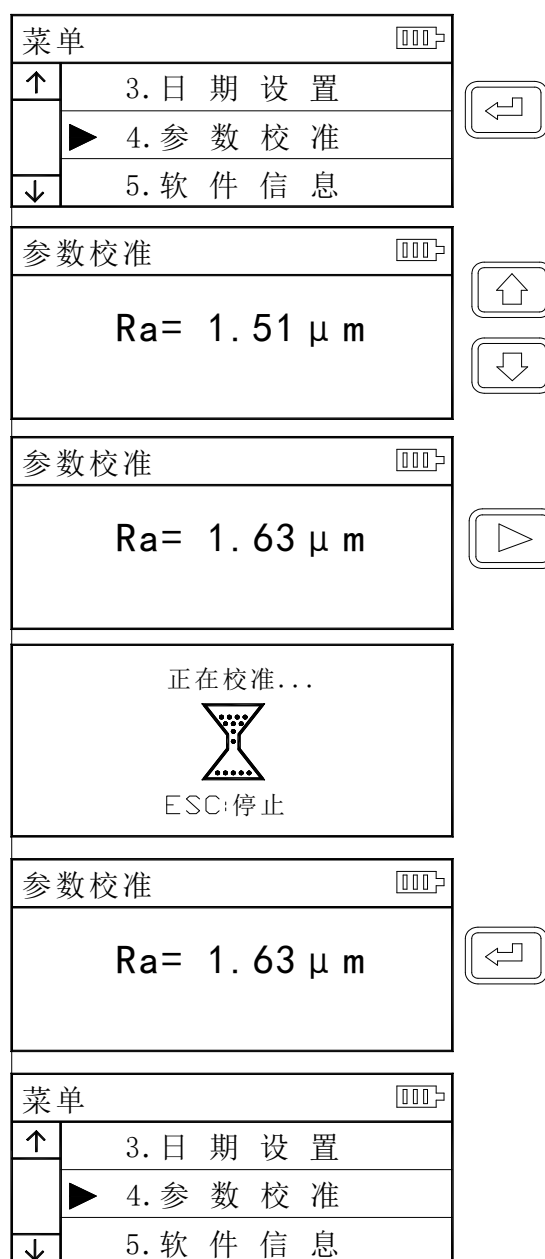 菜单
3.日期设置
4.参数校准
5.软件信息
参数校准
Ra= 1.51μm
参数校准
Ra= 1.63μm
正在校准...
ESC:停止
参数校准
Ra= 1.63μm
菜单
3.日期设置
4.参数校准
5.软件信息